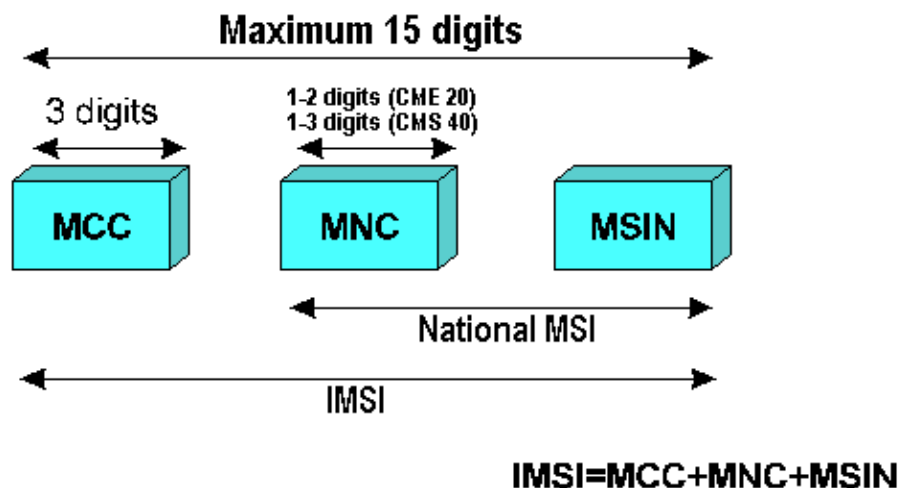 Maximum 15 digits
3 digits
1-2 digits (CME 20)
1-3 digits (CMS 40)
MCC
MNC
MSIN
National MSI
IMSI
IMSI=MCC+MNC+MSIN